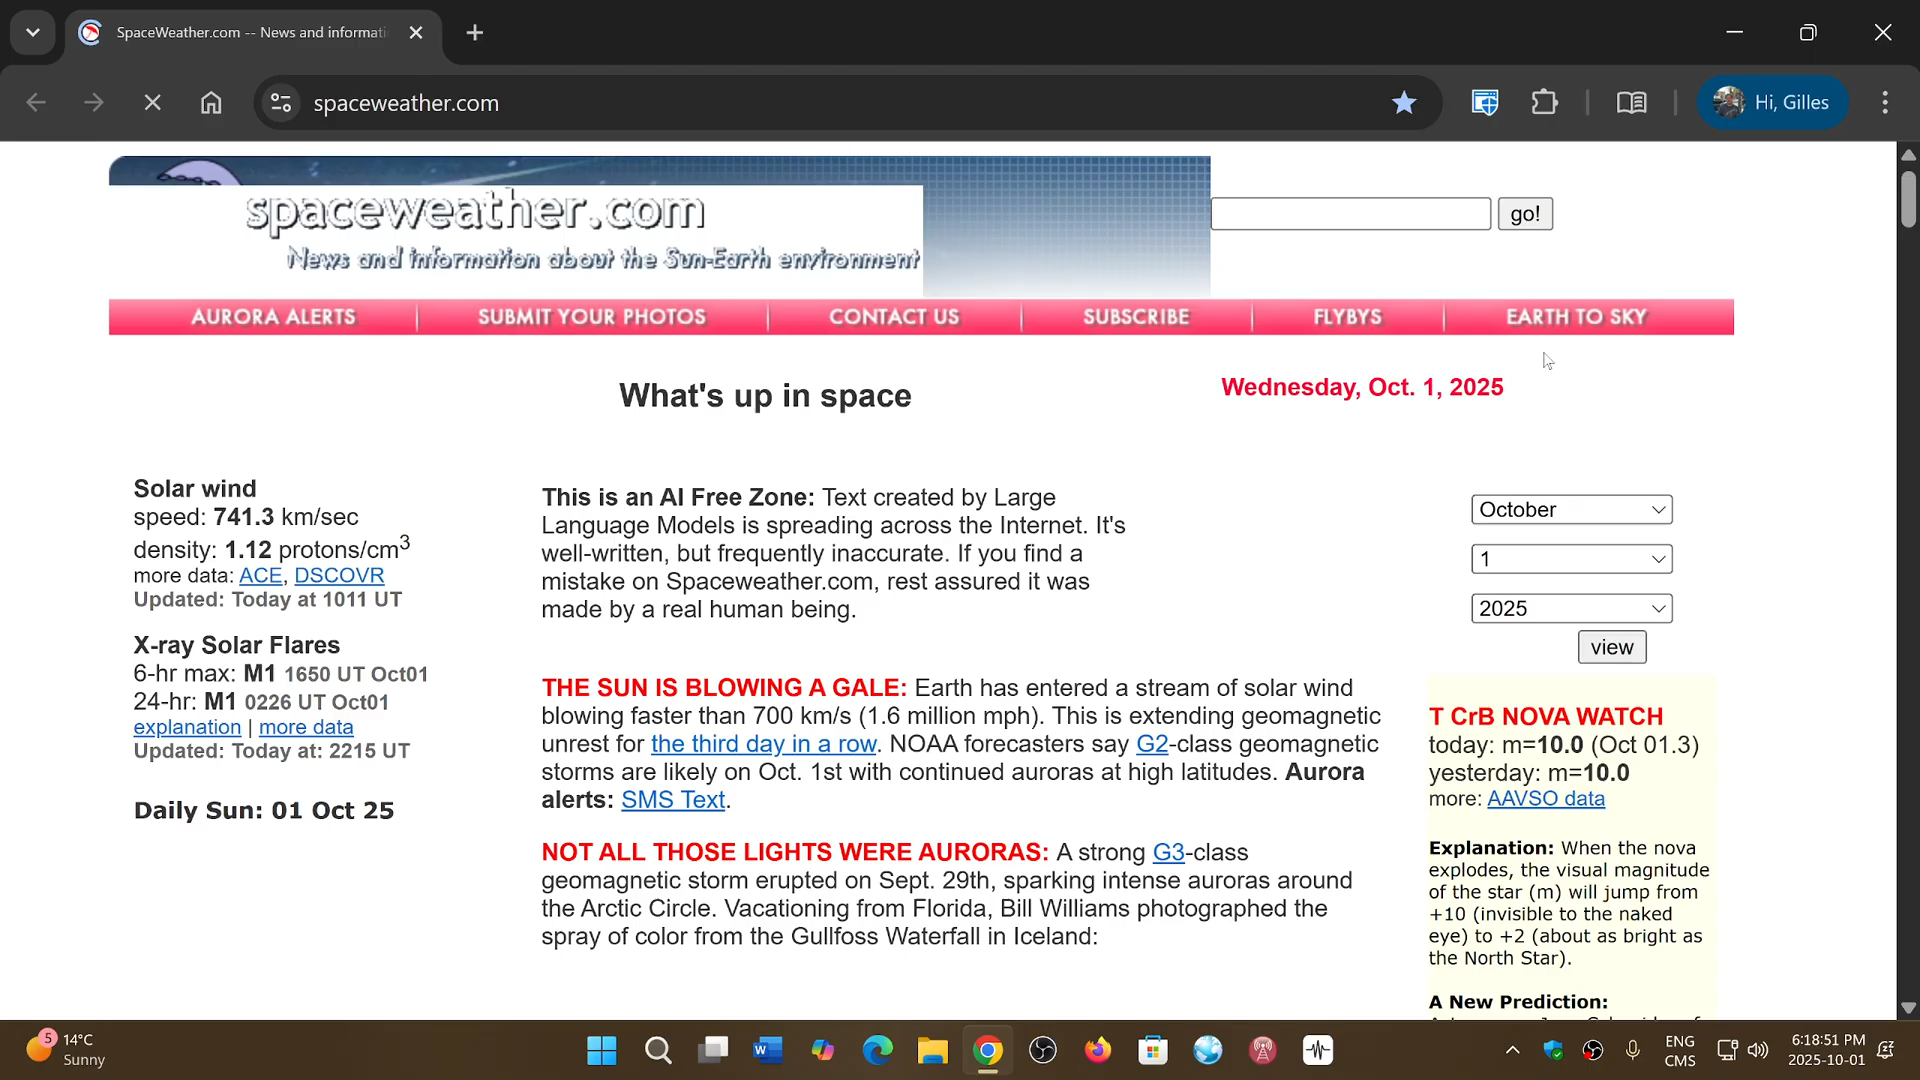 SpaceWeather.com -- News and informati
spaceweather.com
Hi, Gilles
spaceweather.com
News and information about the Sun-Earth environment
go!
AURORA ALERTS
SUBMIT YOUR PHOTOS
CONTACT US
SUBSCRIBE
FLYBYS
EARTH TO SKY
What's up in space
Wednesday, Oct. 1, 2025
Solar wind
speed: 741.3 km/sec
density: 1.12 protons/cm3
more data: ACE, DSCOVR
Updated: Today at 1011 UT
X-ray Solar Flares
6-hr max: M1 1650 UT Oct01
24-hr: M1 0226 UT Oct01
explanation | more data
Updated: Today at: 2215 UT
Daily Sun: 01 Oct 25
This is an AI Free Zone: Text created by Large
Language Models is spreading across the Internet. It's
well-written, but frequently inaccurate. If you find a
mistake on Spaceweather.com, rest assured it was
made by a real human being.
THE SUN IS BLOWING A GALE: Earth has entered a stream of solar wind
blowing faster than 700 km/s (1.6 million mph). This is extending geomagnetic
unrest for the third day in a row. NOAA forecasters say G2-class geomagnetic
storms are likely on Oct. 1st with continued auroras at high latitudes. Aurora
alerts: SMS Text.
NOT ALL THOSE LIGHTS WERE AURORAS: A strong G3-class
geomagnetic storm erupted on Sept. 29th, sparking intense auroras around
the Arctic Circle. Vacationing from Florida, Bill Williams photographed the
spray of color from the Gullfoss Waterfall in Iceland:
October
1
2025
view
T CrB NOVA WATCH
today: m=10.0 (Oct 01.3)
yesterday: m=10.0
more: AAVSO data
Explanation: When the nova
explodes, the visual magnitude
of the star (m) will jump from
+10 (invisible to the naked
eye) to +2 (about as bright as
the North Star).
A New Prediction:
5
14°C
Sunny
ENG
CMS
6:18:51 PM
2025-10-01